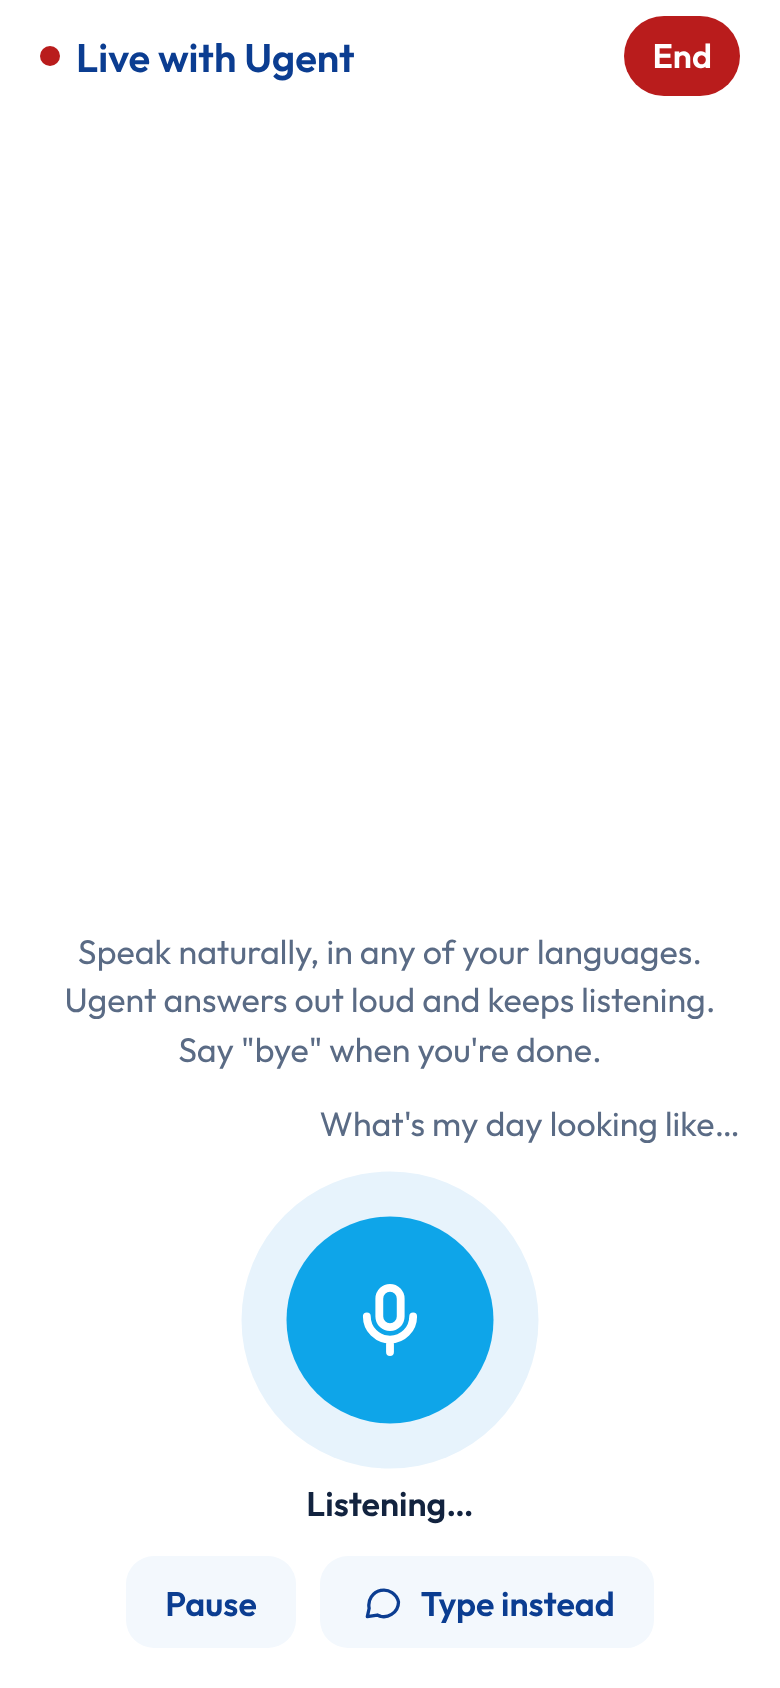 Live with Ugent
End
Speak naturally, in any of your languages.
Ugent answers out loud and keeps listening.
Say "bye" when you're done.
What's my day looking like…
Listening…
Pause
Type instead